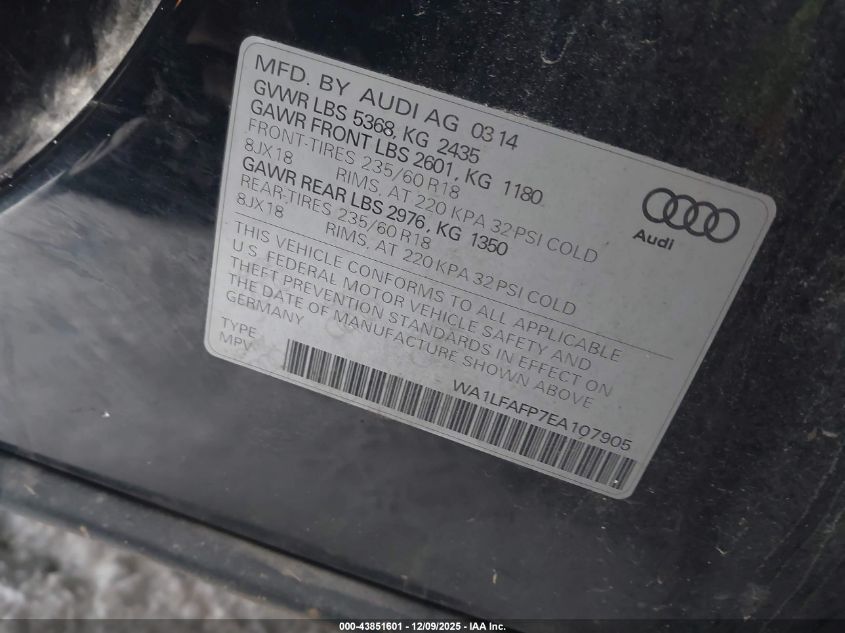 MFD. BY AUDI AG 0314
GVWR LBS 5368, KG 2435
GAWR FRONT LBS 2601, KG 1180
FRONT-TIRES 235/60 R18
8JX18 RIMS, AT 220 KPA 32 PSI COLD
GAWR REAR LBS 2976, KG 1350
REAR-TIRES 235/60 R18
8JX18 RIMS, AT 220 KPA 32 PSI COLD
Audi
THIS VEHICLE CONFORMS TO ALL APPLICABLE
U.S. FEDERAL MOTOR VEHICLE SAFETY AND
THEFT PREVENTION STANDARDS IN EFFECT ON
THE DATE OF MANUFACTURE SHOWN ABOVE
GERMANY
TYPE
MPV
WA1LFAFP7EA107905
000-43851601 - 12/09/2025 - IAA Inc.